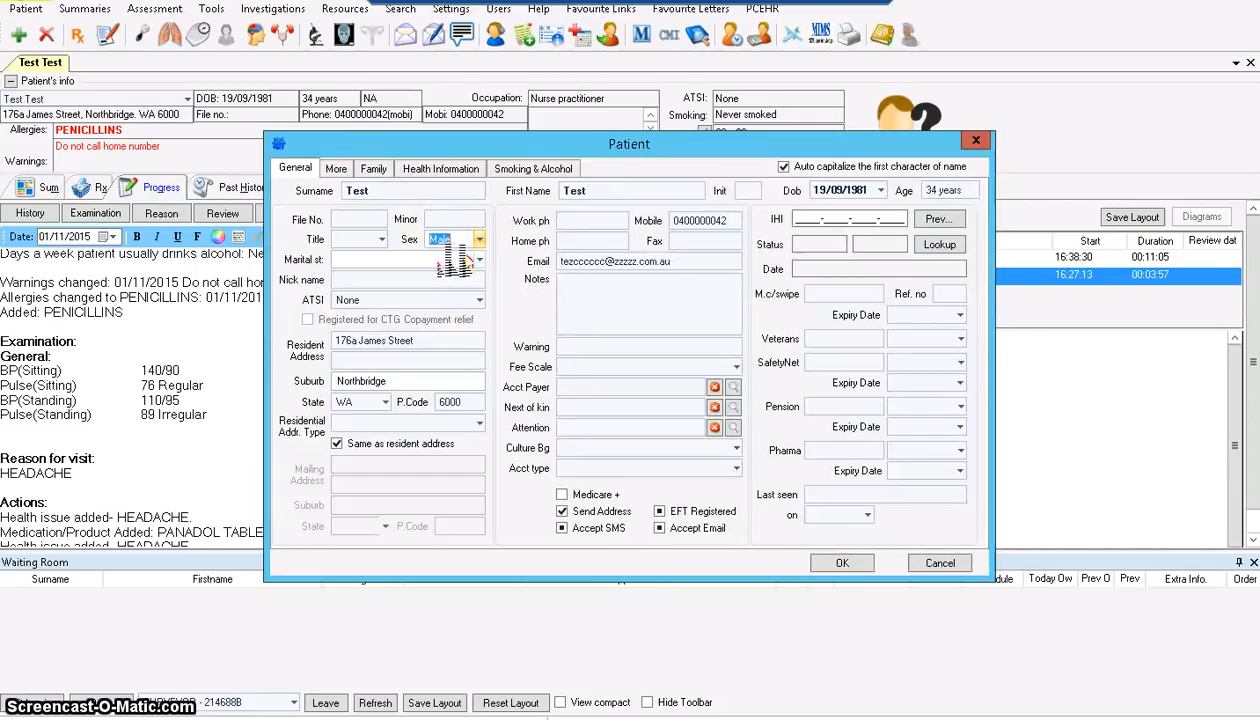 Patient Summaries Assessment Tools Investigations Resources Search Settings Users Help Favourite Links Favourite Letters PCEHR
Rx M CMI MIMS
Test Test
Patient's info
Test Test DOB: 19/09/1981 34 years NA Occupation: Nurse practitioner ATSI: None
176a James Street, Northbridge. WA 6000 File no.: Phone: 0400000042(mobi) Mobi: 0400000042 Smoking: Never smoked
Allergies: PENICILLINS
Do not call home number
Warnings:
Patient
General More Family Health Information Smoking & Alcohol Auto capitalize the first character of name
Sum Rx Progress Past Histor
Surname Test First Name Test Init Dob 19/09/1981 Age 34 years
History Examination Reason Review
File No. Minor Work ph Mobile 0400000042 IHI Prev...
Save Layout Diagrams
Date: 01/11/2015 B I U F
Title Sex Male Home ph Fax Status Lookup
Start Duration Review date
Days a week patient usually drinks alcohol: Ne
Marital st: Email tezcccccc@zzzzz.com.au Date
16:38:30 00:11:05
16:27:13 00:03:57
Warnings changed: 01/11/2015 Do not call hor
Nick name Notes
Allergies changed to PENICILLINS: 01/11/201
ATSI None M.c/swipe Ref. no
Added: PENICILLINS
Registered for CTG Copayment relief Expiry Date
Examination:
Resident Address 176a James Street Warning Veterans
General:
BP(Sitting) 140/90
Fee Scale SafetyNet
Suburb Northbridge Acct Payer Expiry Date
Pulse(Sitting) 76 Regular
State WA P.Code 6000 Next of kin Pension
BP(Standing) 110/95
Residential Addr. Type Attention Expiry Date
Pulse(Standing) 89 Irregular
Same as resident address Culture Bg Pharma
Reason for visit:
Mailing Address Acct type Expiry Date
HEADACHE
Medicare + Last seen
Suburb Send Address EFT Registered on
Actions:
State P.Code Accept SMS Accept Email
Health issue added- HEADACHE.
Medication/Product Added: PANADOL TABLE
Health issue added- HEADACHE
OK Cancel
Waiting Room
Surname Firstname Today Ow Prev O Prev Extra Info. Order
SURVEYOR - 214688B Leave Refresh Save Layout Reset Layout View compact Hide Toolbar
Screencast-O-Matic.com